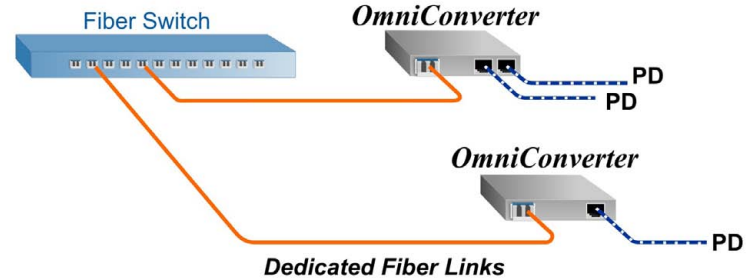 Fiber Switch
OmniConverter
PD
PD
OmniConverter
PD
Dedicated Fiber Links